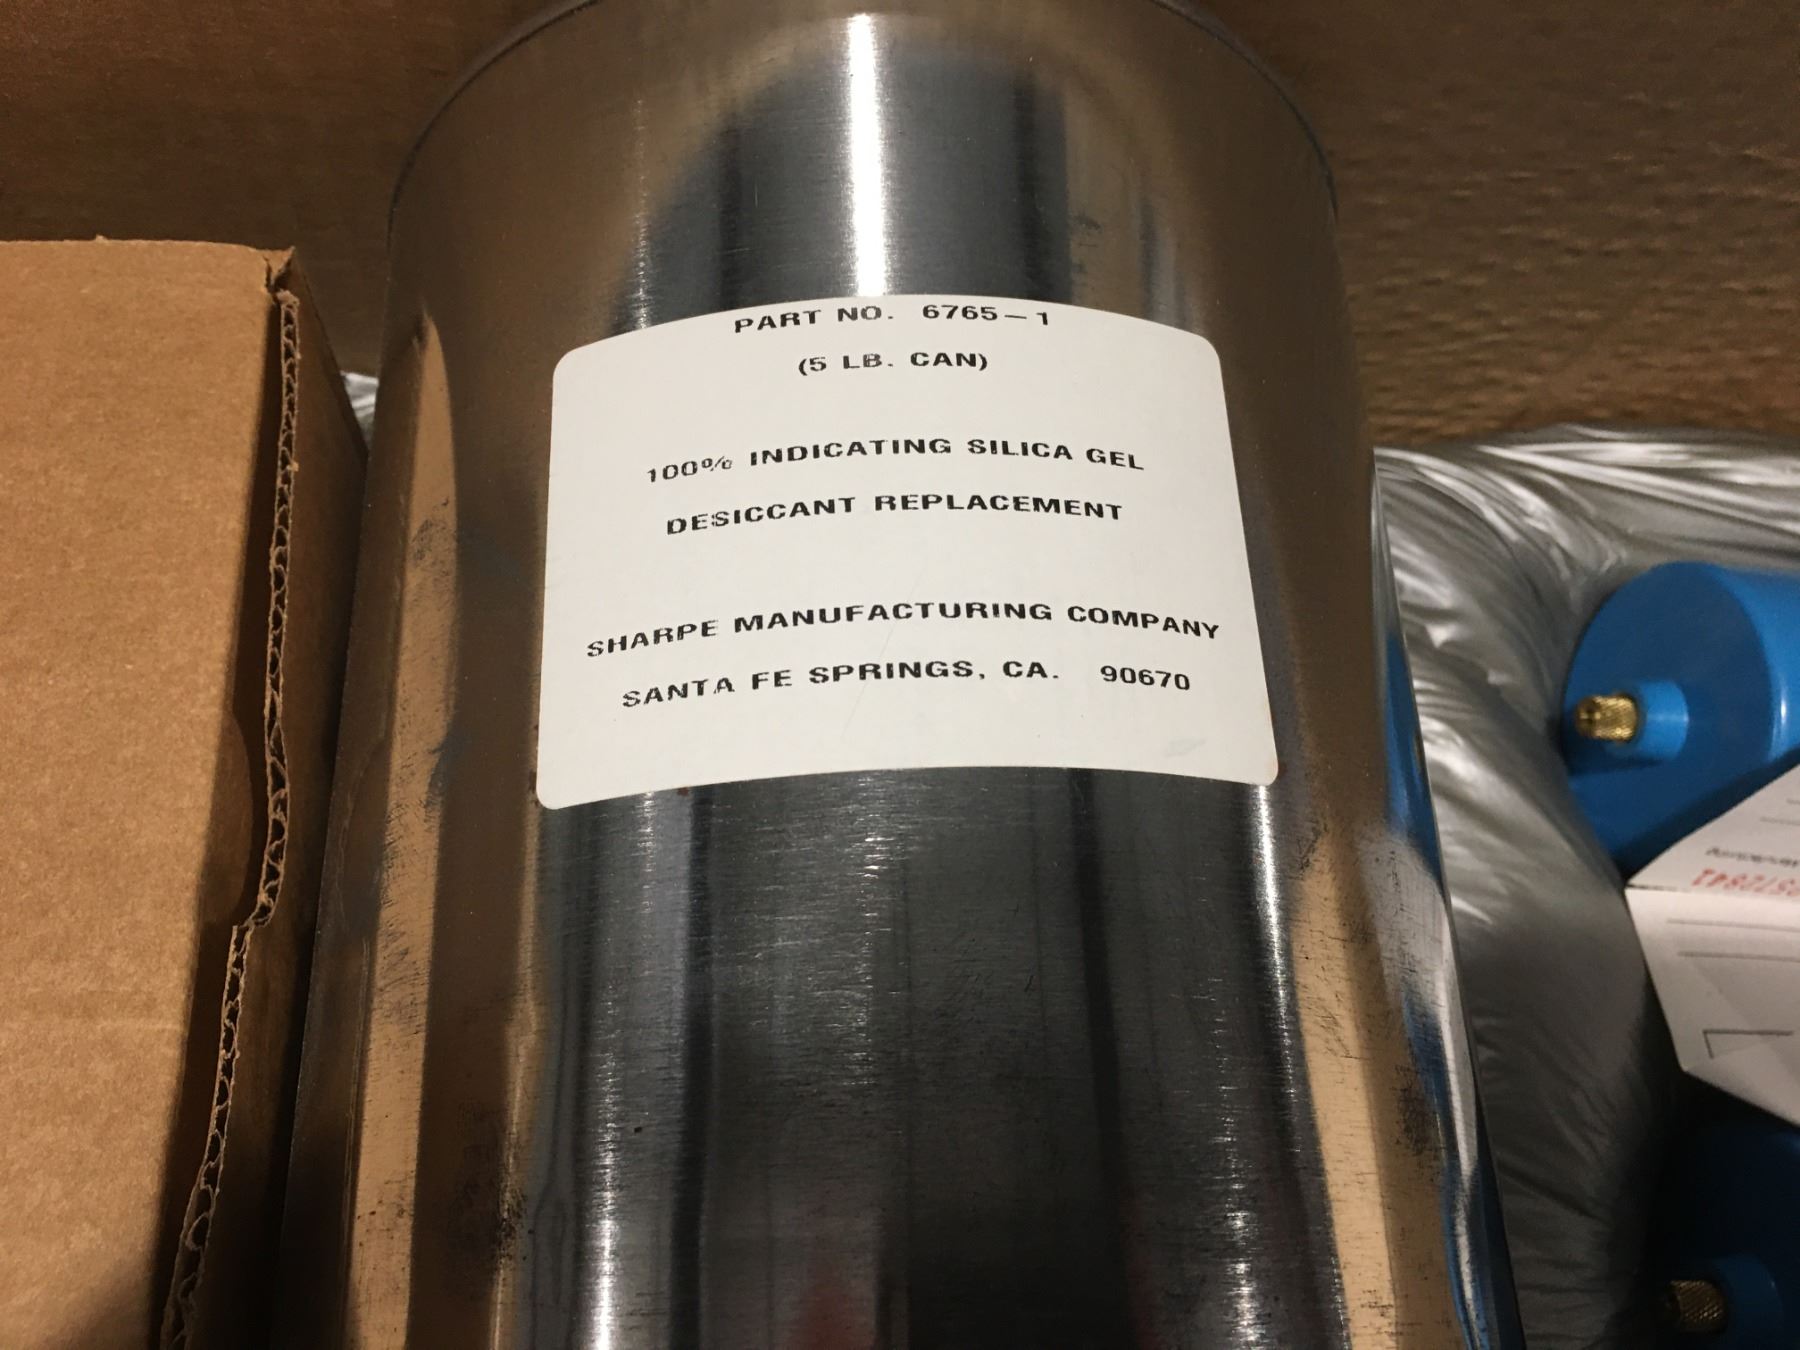 PART NO. 6765-1
(5 LB. CAN)
100% INDICATING SILICA GEL
DESICCANT REPLACEMENT
SHARPE MANUFACTURING COMPANY
SANTA FE SPRINGS, CA. 90670